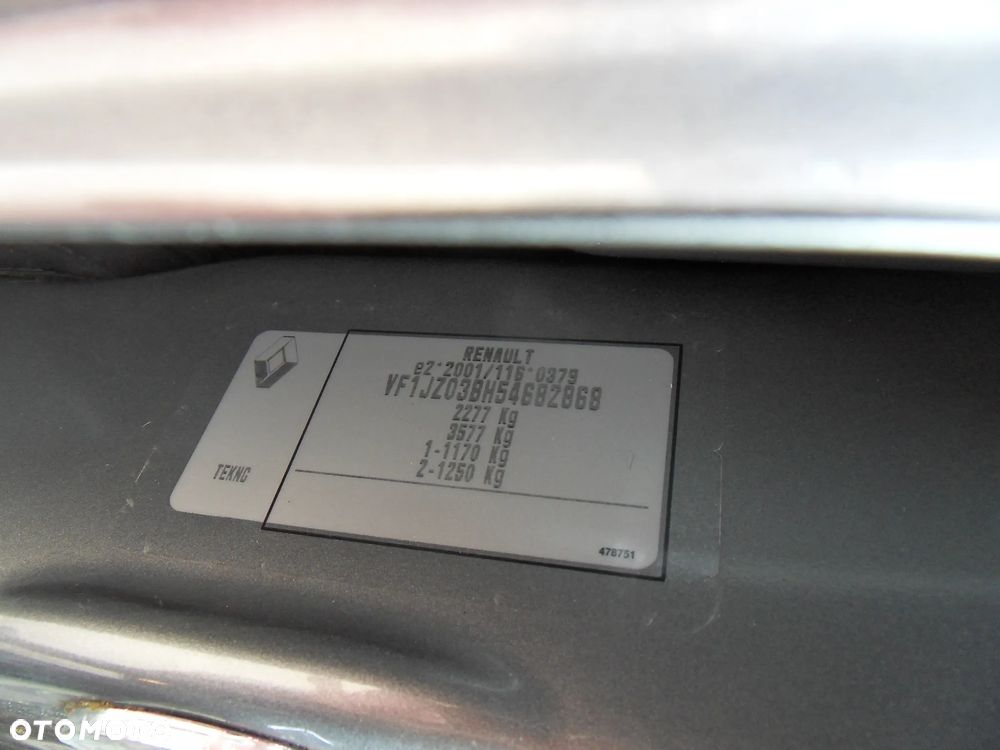 RENAULT
e2*2001/116*0379
VF1JZ03BH54682868
2277 Kg
3577 Kg
1-1170 Kg
2-1250 Kg
TEKNG
478751
OTOMOTO